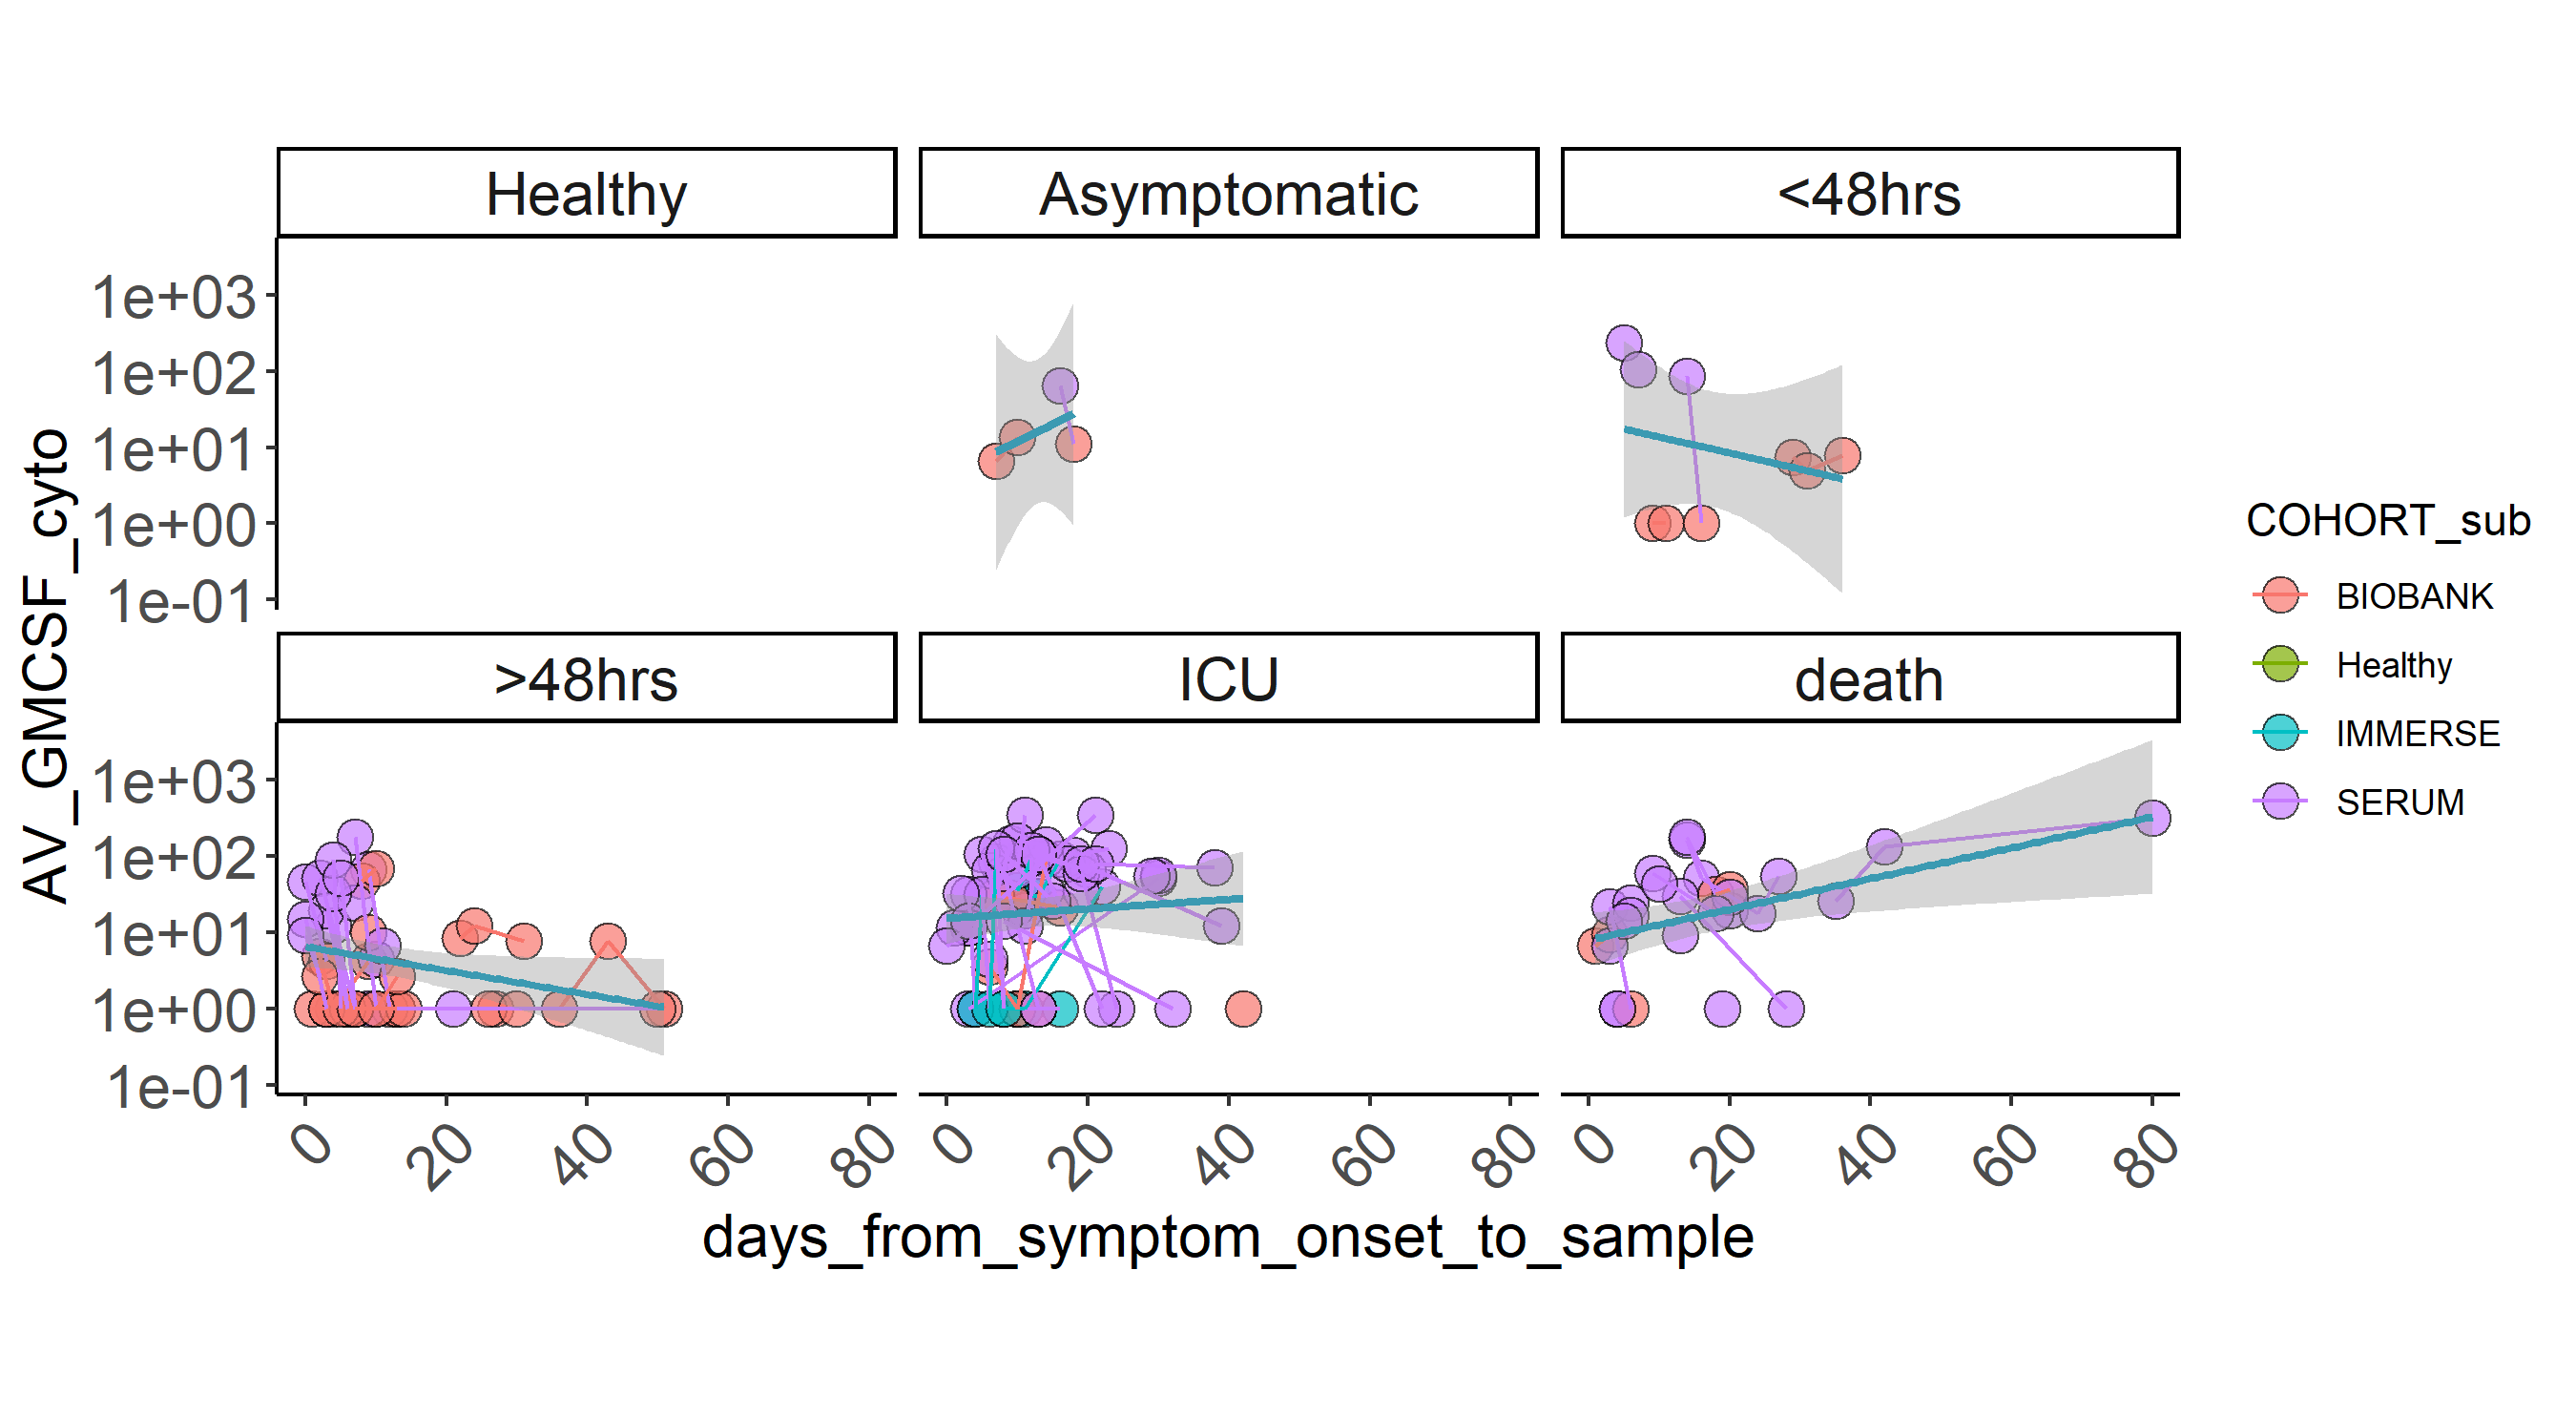 Healthy
Asymptomatic
<48hrs
1e+03
1e+02
1e+01
1e+00
1e-01
>48hrs
ICU
death
1e+03
1e+02
1e+01
1e+00
1e-01
0 20 40 60 80
0 20 40 60 80
0 20 40 60 80
days_from_symptom_onset_to_sample
AV_GMCSF_cyto
COHORT_sub
BIOBANK
Healthy
IMMERSE
SERUM